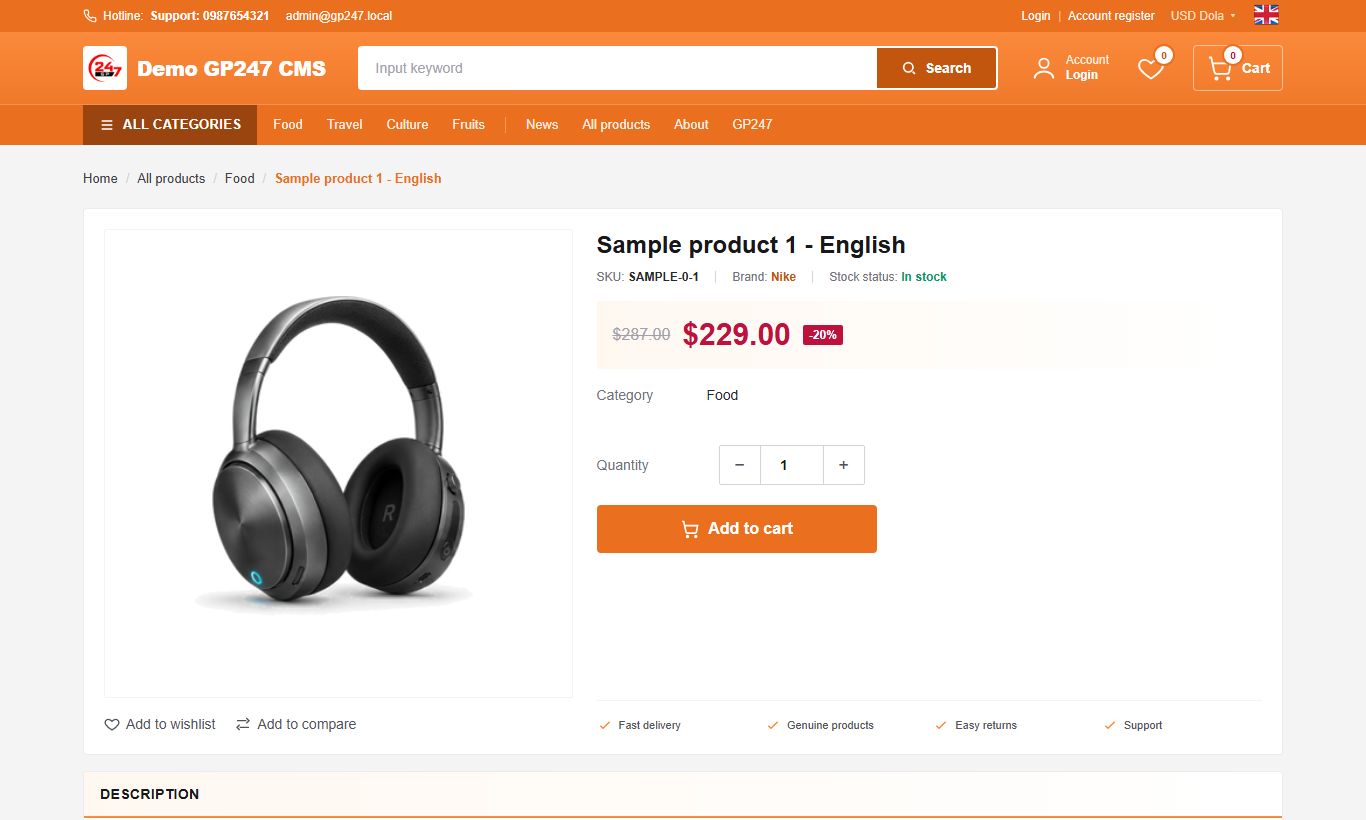 Hotline: Support: 0987654321 admin@gp247.local
Login | Account register USD Dola
247
GP
Demo GP247 CMS
Input keyword
Search
Account
Login
0
0
Cart
ALL CATEGORIES Food Travel Culture Fruits News All products About GP247
Home / All products / Food / Sample product 1 - English
R
Sample product 1 - English
SKU: SAMPLE-0-1 Brand: Nike Stock status: In stock
$287.00 $229.00 -20%
Category Food
Quantity − 1 +
Add to cart
Add to wishlist Add to compare
Fast delivery Genuine products Easy returns Support
DESCRIPTION